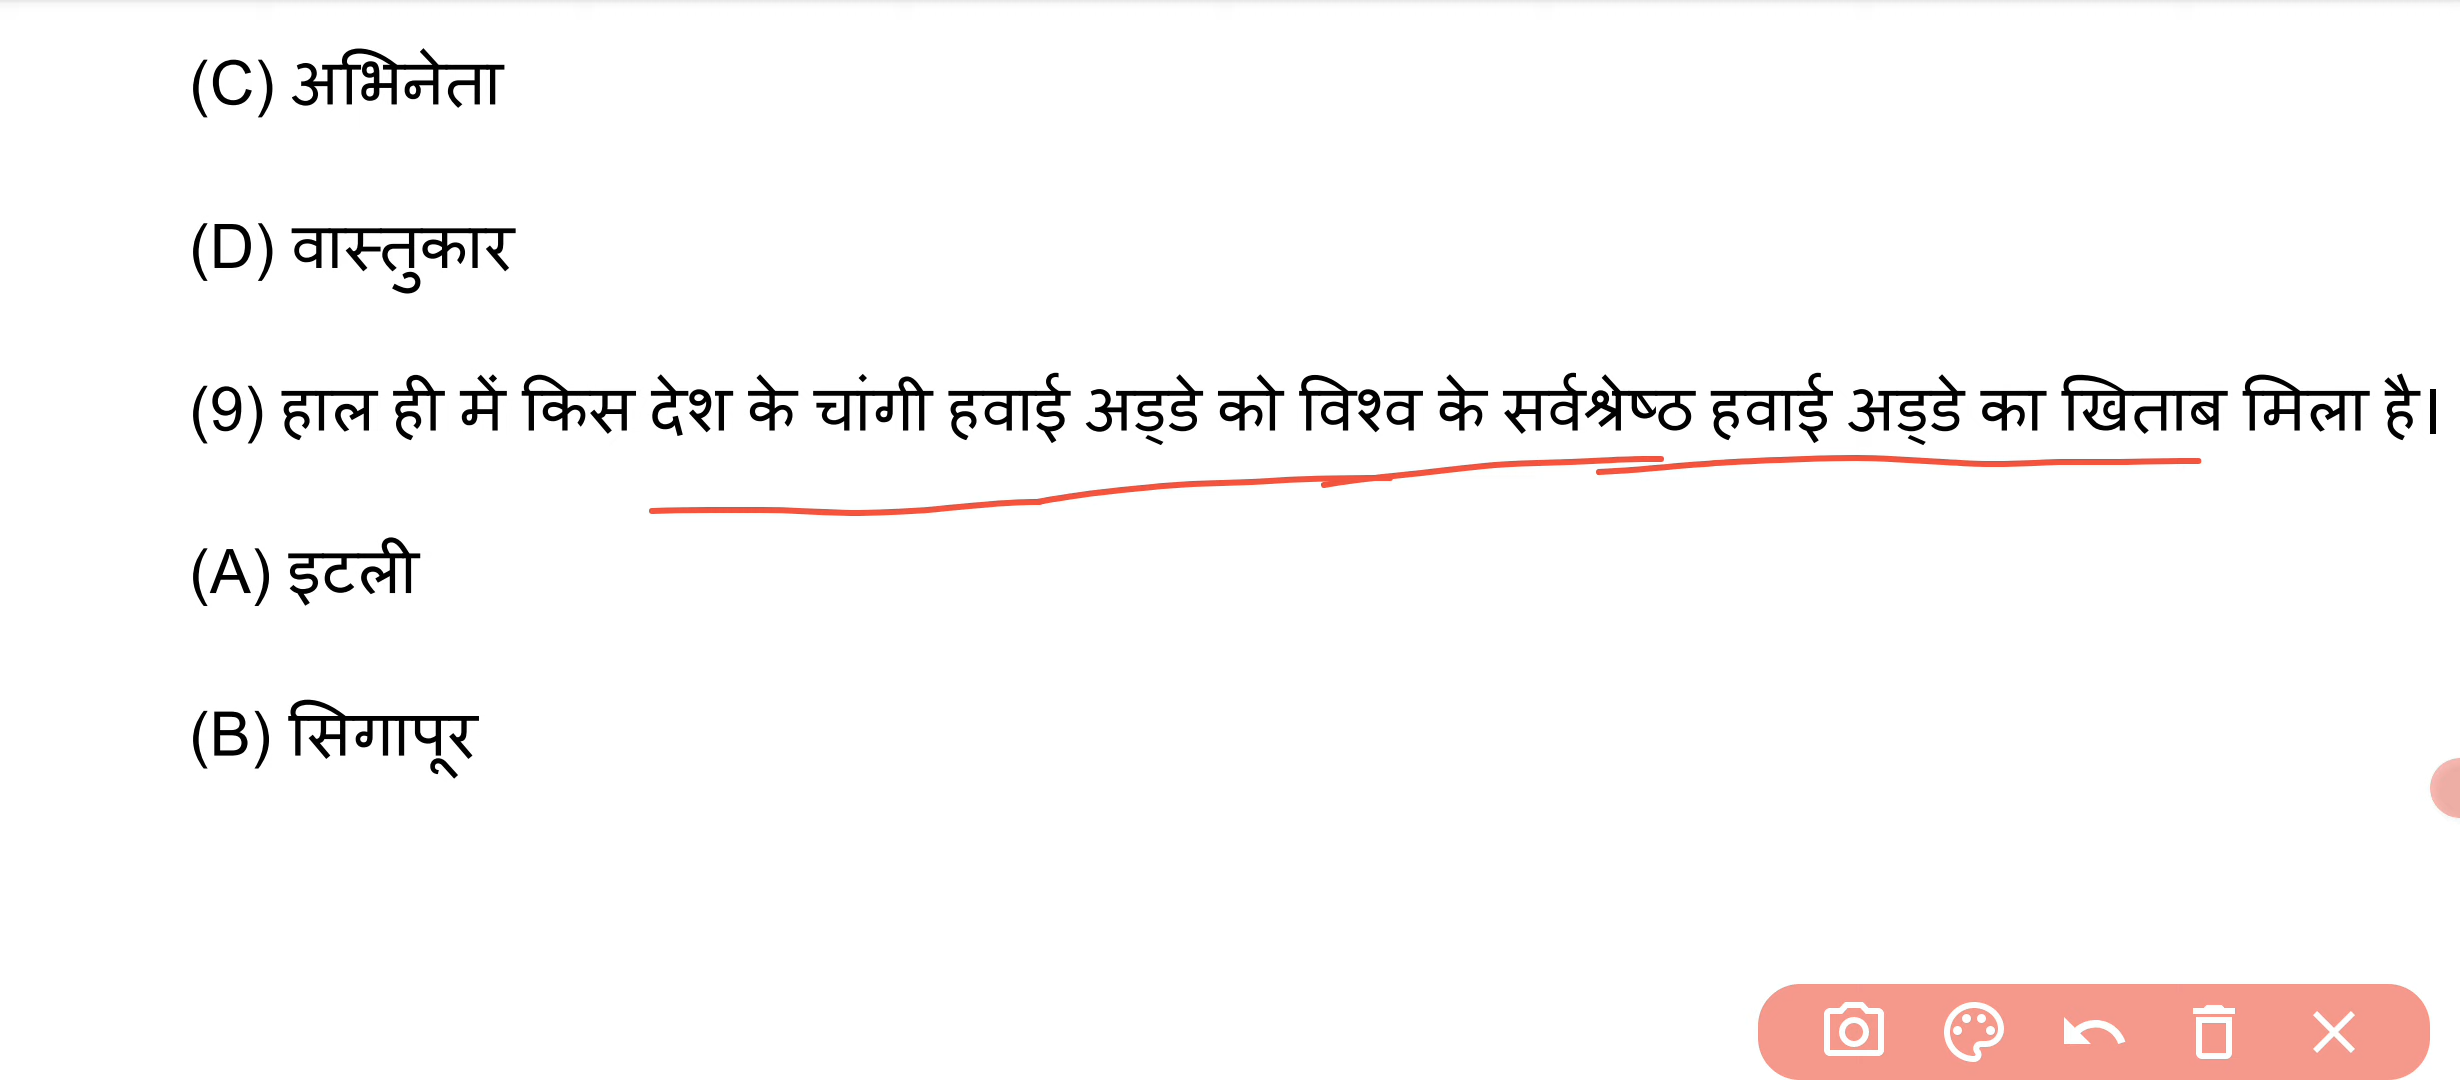 (C) अभिनेता
(D) वास्तुकार
(9) हाल ही में किस देश के चांगी हवाई अड्डे को विश्व के सर्वश्रेष्ठ हवाई अड्डे का खिताब मिला है।
(A) इटली
(B) सिगापूर